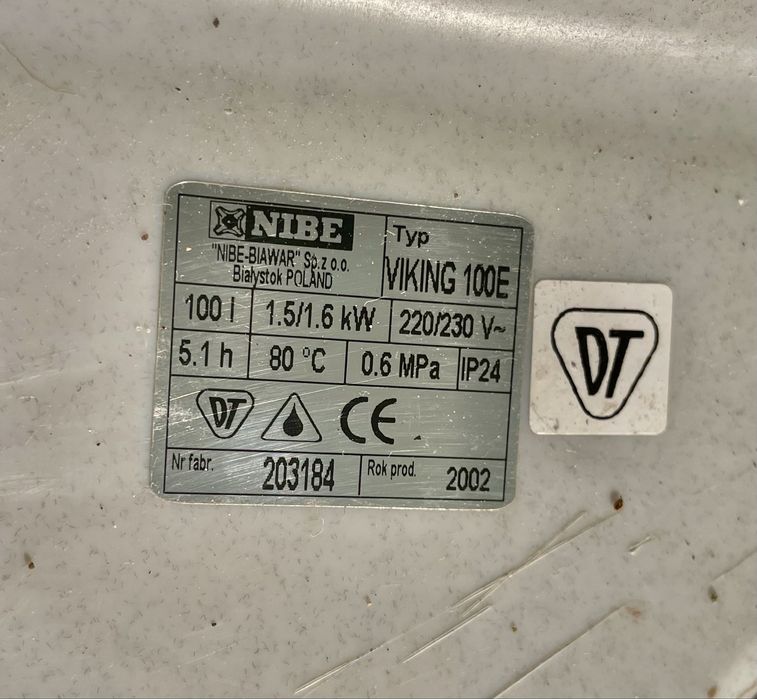 NIBE
"NIBE-BIAWAR" Sp.z o.o.
Białystok POLAND
Typ
VIKING 100E
100 l 1.5/1.6 kW 220/230 V~
5.1 h 80 °C 0.6 MPa IP24
DT CE
Nr fabr. 203184 Rok prod. 2002
DT